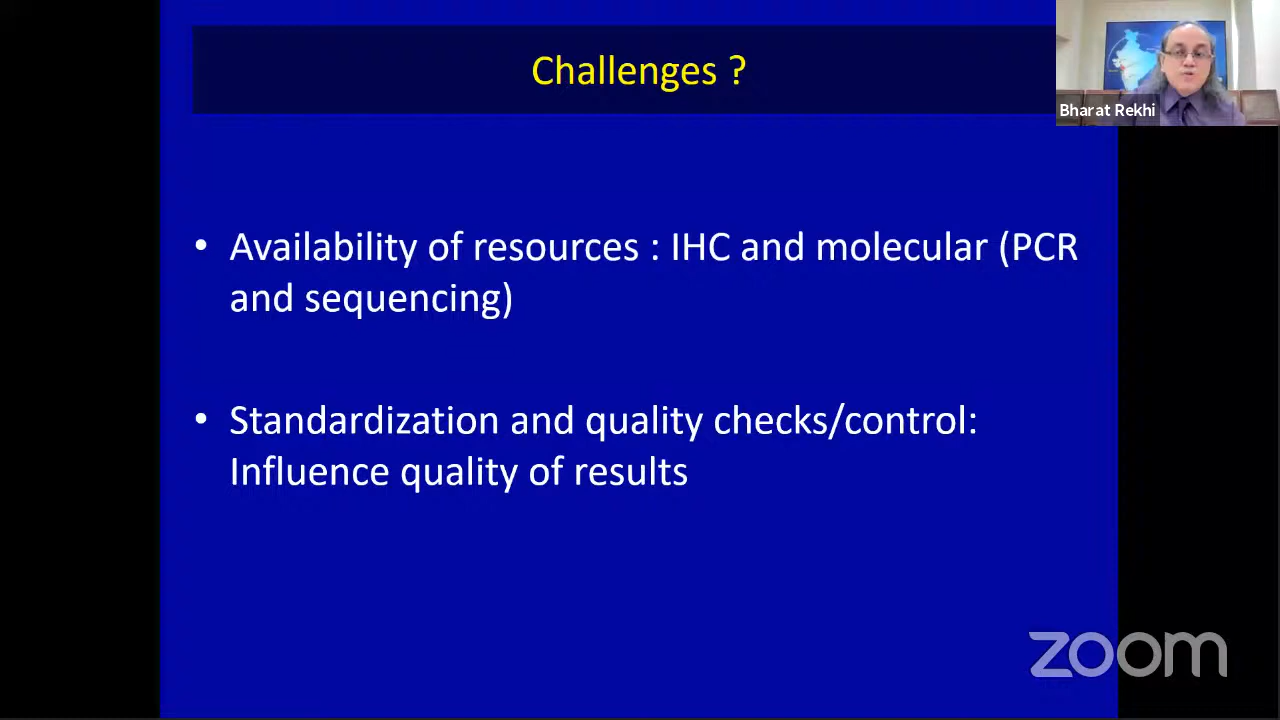 Challenges ?
Bharat Rekhi
• Availability of resources : IHC and molecular (PCR
and sequencing)
• Standardization and quality checks/control:
Influence quality of results
zoom